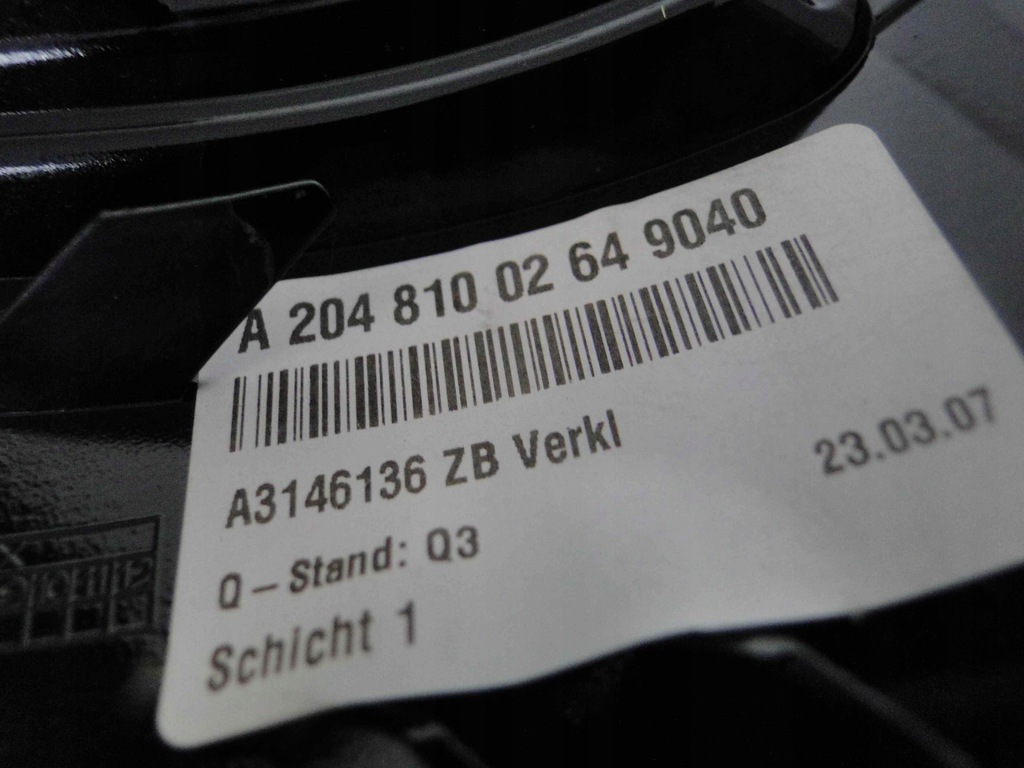 A 204 810 02 64 9040
A3146136 ZB Verkl
23.03.07
Q – Stand: Q3
Schicht 1